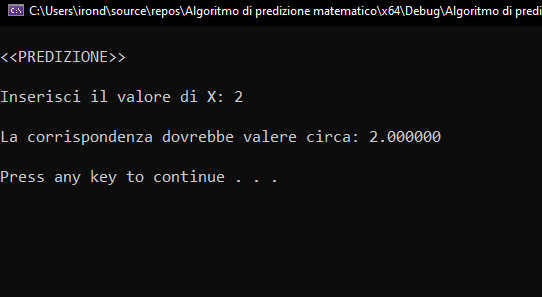 C:\Users\irond\source\repos\Algoritmo di predizione matematico\x64\Debug\Algoritmo di predi
<<PREDIZIONE>>
Inserisci il valore di X: 2
La corrispondenza dovrebbe valere circa: 2.000000
Press any key to continue . . .